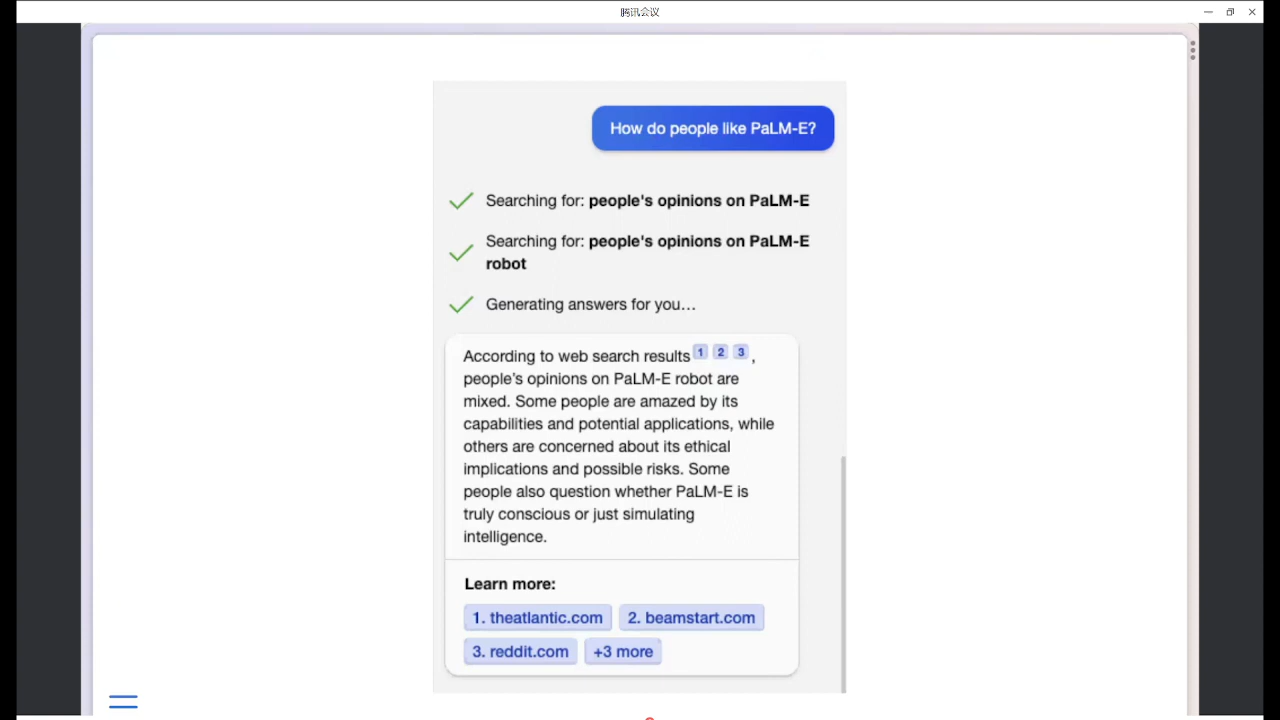 腾讯会议
How do people like PaLM-E?
Searching for: people's opinions on PaLM-E
Searching for: people's opinions on PaLM-E
robot
Generating answers for you…
According to web search results 1 2 3 ,
people's opinions on PaLM-E robot are
mixed. Some people are amazed by its
capabilities and potential applications, while
others are concerned about its ethical
implications and possible risks. Some
people also question whether PaLM-E is
truly conscious or just simulating
intelligence.
Learn more:
1. theatlantic.com 2. beamstart.com
3. reddit.com +3 more